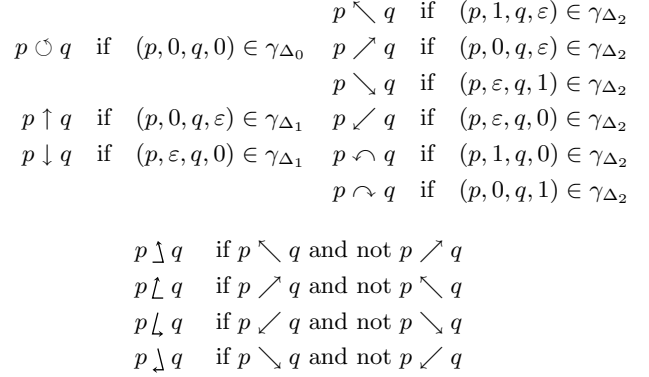 p ↖ q if (p, 1, q, ε) ∈ γ_{Δ_2}
p ↺ q if (p, 0, q, 0) ∈ γ_{Δ_0} p ↗ q if (p, 0, q, ε) ∈ γ_{Δ_2}
p ↘ q if (p, ε, q, 1) ∈ γ_{Δ_2}
p ↑ q if (p, 0, q, ε) ∈ γ_{Δ_1} p ↙ q if (p, ε, q, 0) ∈ γ_{Δ_2}
p ↓ q if (p, ε, q, 0) ∈ γ_{Δ_1} p ↶ q if (p, 1, q, 0) ∈ γ_{Δ_2}
p ↷ q if (p, 0, q, 1) ∈ γ_{Δ_2}
p q if p ↖ q and not p ↗ q
p q if p ↗ q and not p ↖ q
p q if p ↙ q and not p ↘ q
p q if p ↘ q and not p ↙ q